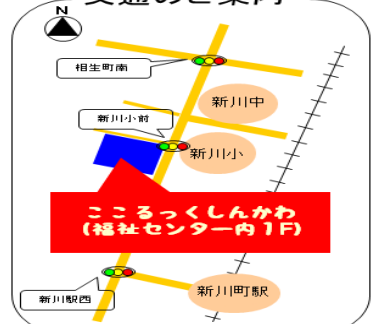 交通のご案内
N
相生町南
新川中
新川小前
新川小
こころっくしんかわ
(福祉センター内1F)
新川駅西
新川町駅